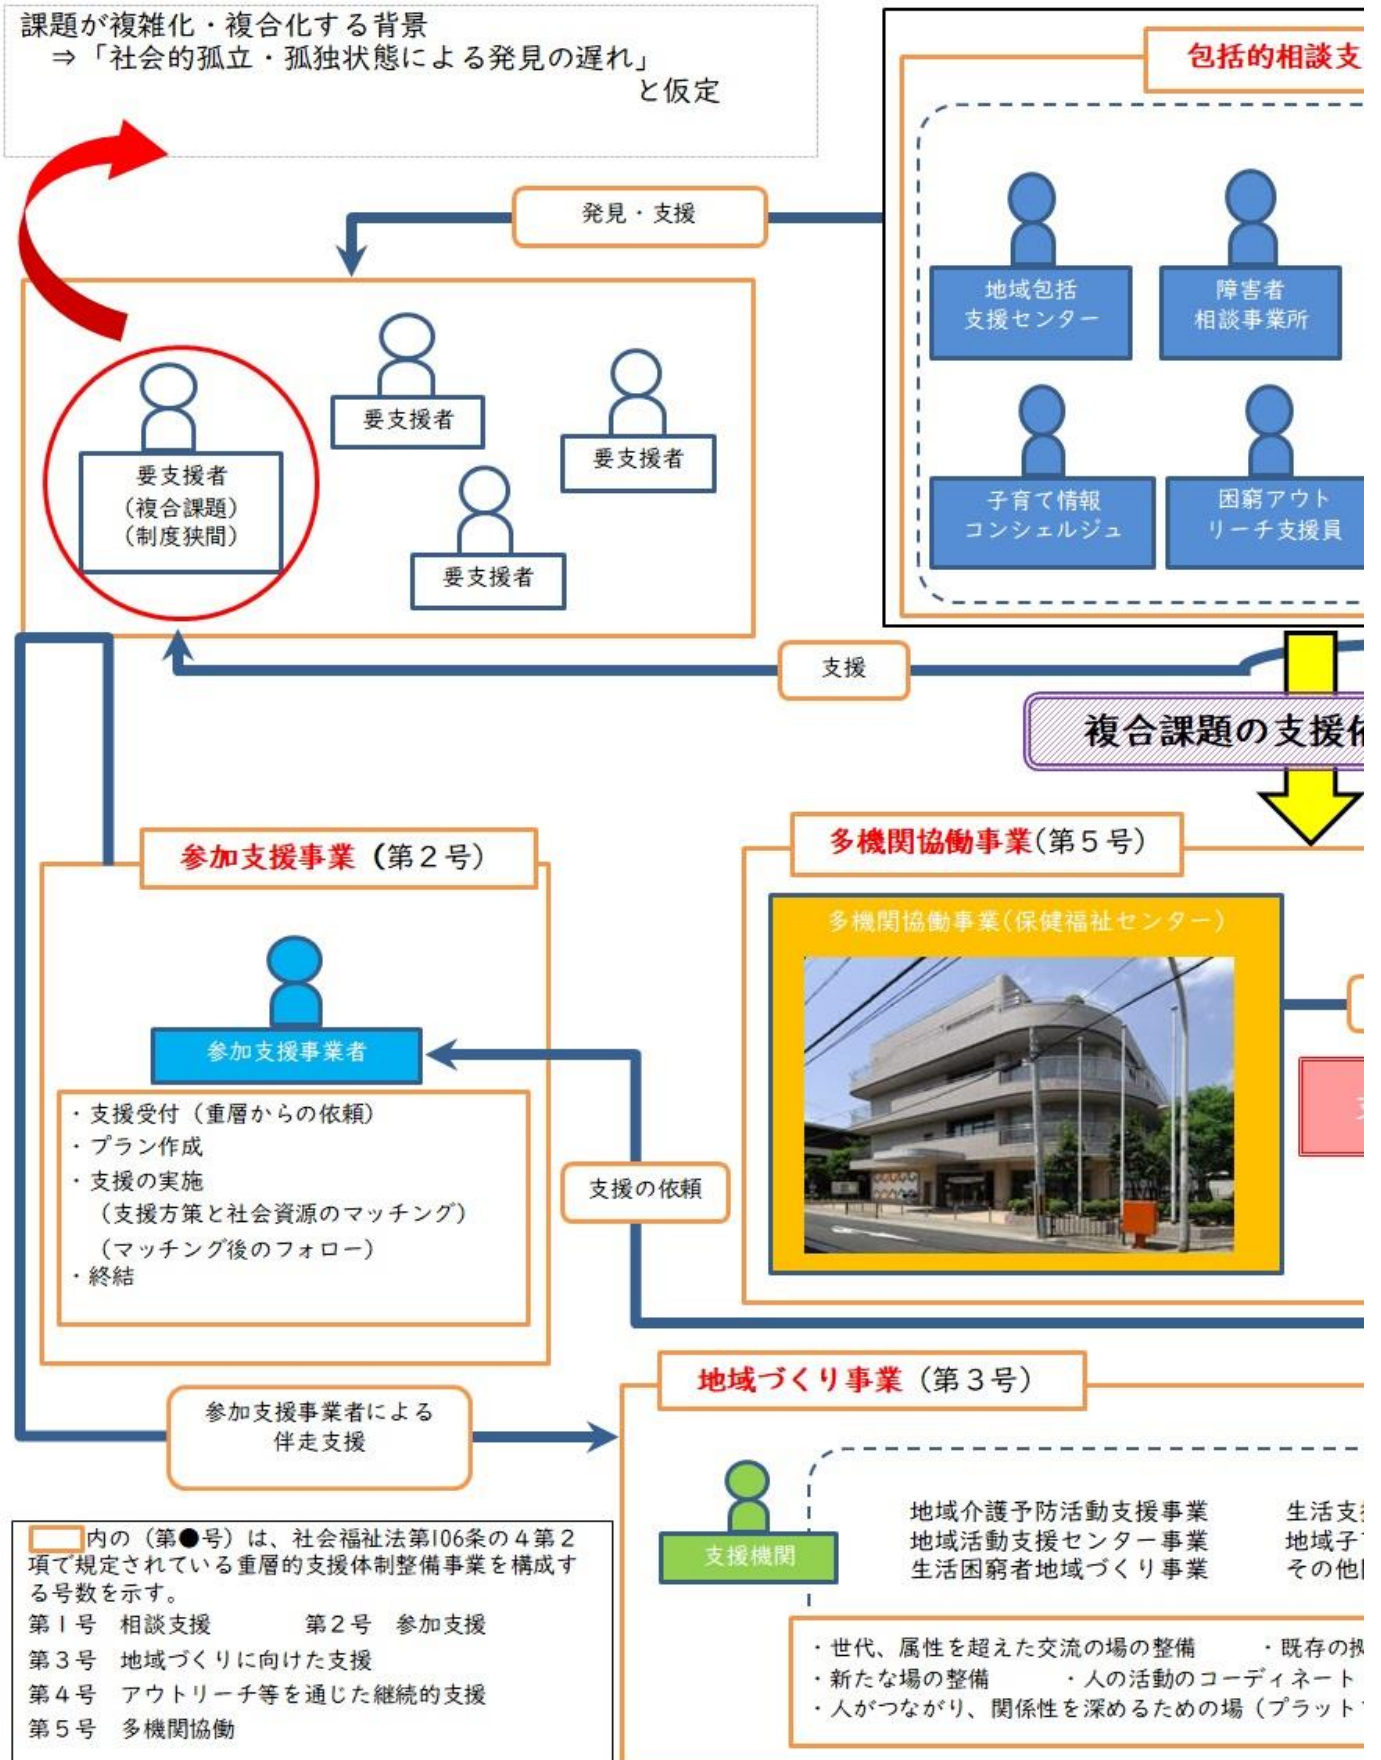 課題が複雑化・複合化する背景
⇒「社会的孤立・孤独状態による発見の遅れ」
と仮定
包括的相談支
発見・支援
地域包括
支援センター
障害者
相談事業所
子育て情報
コンシェルジュ
困窮アウト
リーチ支援員
要支援者
(複合課題)
(制度狭間)
要支援者
要支援者
要支援者
支援
複合課題の支援
参加支援事業(第2号)
参加支援事業者
・支援受付(重層からの依頼)
・プラン作成
・支援の実施
(支援方策と社会資源のマッチング)
(マッチング後のフォロー)
・終結
支援の依頼
多機関協働事業(第5号)
多機関協働事業(保健福祉センター)
参加支援事業者による
伴走支援
地域づくり事業(第3号)
支援機関
地域介護予防活動支援事業 生活支
地域活動支援センター事業 地域子
生活困窮者地域づくり事業 その他
・世代、属性を超えた交流の場の整備 ・既存の
・新たな場の整備 ・人の活動のコーディネート
・人がつながり、関係性を深めるための場(プラット
内の(第●号)は、社会福祉法第106条の4第2
項で規定されている重層的支援体制整備事業を構成す
る号数を示す。
第1号 相談支援 第2号 参加支援
第3号 地域づくりに向けた支援
第4号 アウトリーチ等を通じた継続的支援
第5号 多機関協働